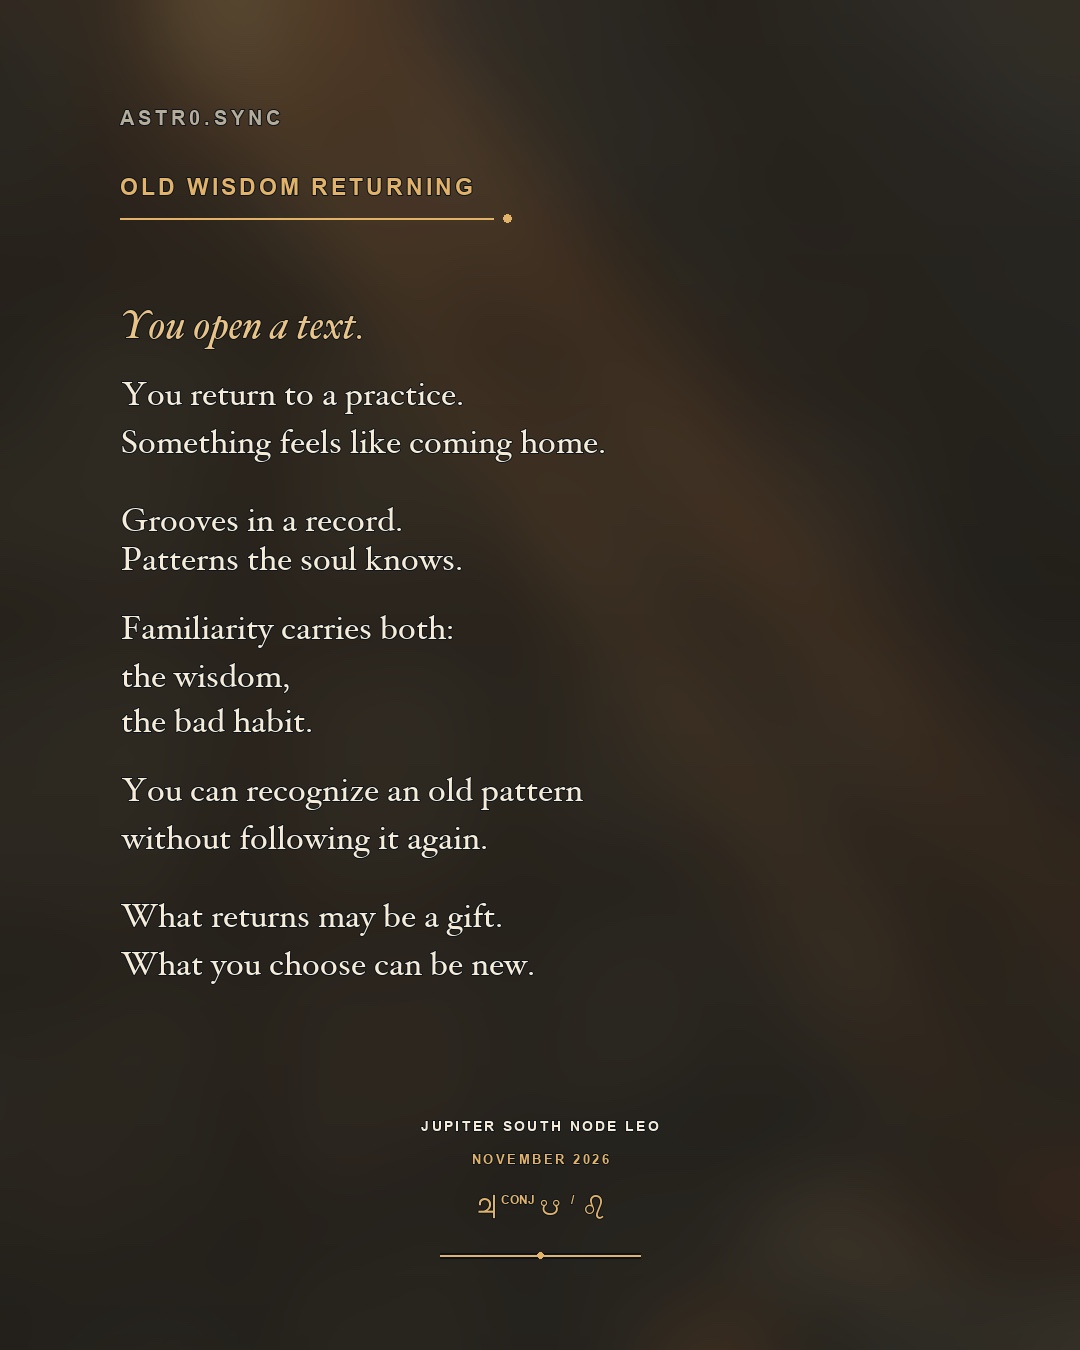 ASTR0.SYNC
OLD WISDOM RETURNING
You open a text.
You return to a practice.
Something feels like coming home.
Grooves in a record.
Patterns the soul knows.
Familiarity carries both:
the wisdom,
the bad habit.
You can recognize an old pattern
without following it again.
What returns may be a gift.
What you choose can be new.
JUPITER SOUTH NODE LEO
NOVEMBER 2026
♃ CONJ ☋ / ♌